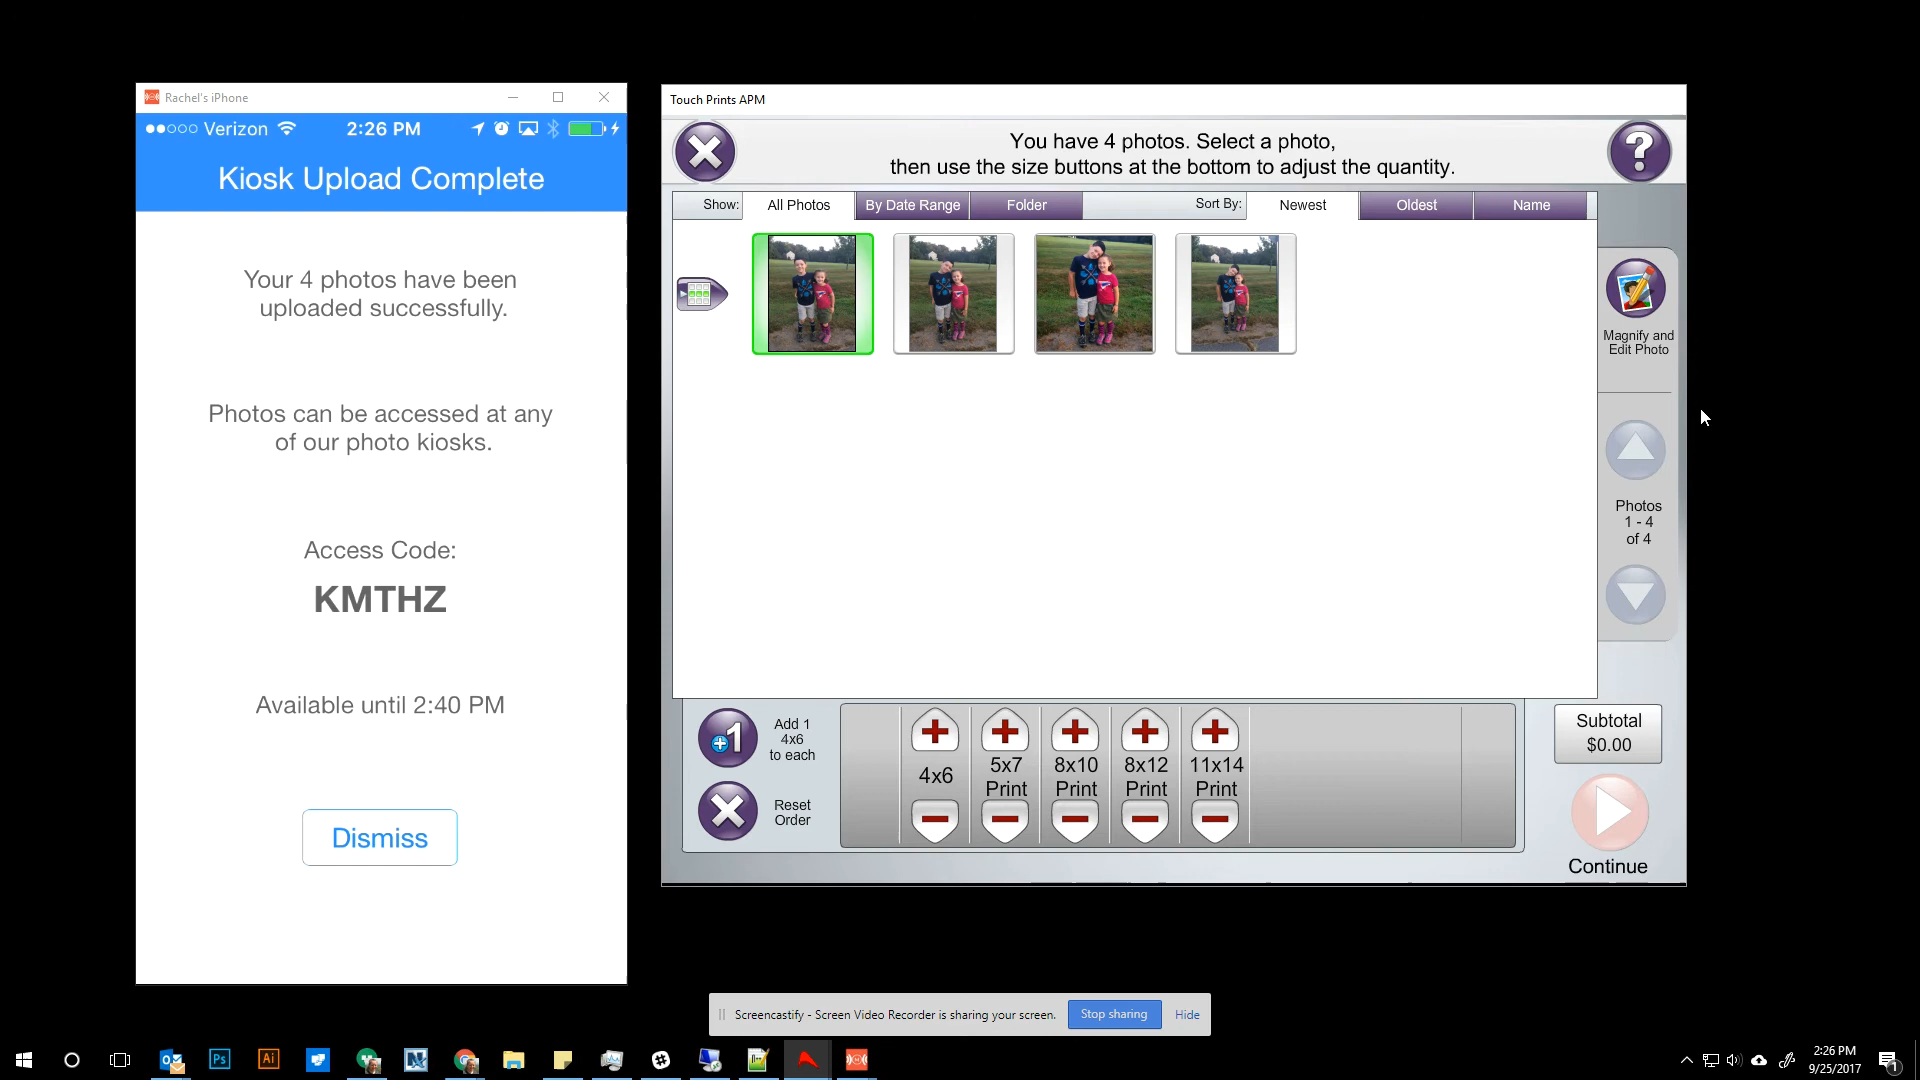 Rachel's iPhone
Verizon
2:26 PM
Kiosk Upload Complete
Your 4 photos have been
uploaded successfully.
Photos can be accessed at any
of our photo kiosks.
Access Code:
KMTHZ
Available until 2:40 PM
Dismiss
Touch Prints APM
You have 4 photos. Select a photo,
then use the size buttons at the bottom to adjust the quantity.
?
Show: All Photos By Date Range Folder Sort By: Newest Oldest Name
Magnify and
Edit Photo
Photos
1 - 4
of 4
+1
Add 1
4x6
to each
Reset
Order
4x6
5x7
Print
8x10
Print
8x12
Print
11x14
Print
Subtotal
$0.00
Continue
Screencastify - Screen Video Recorder is sharing your screen. Stop sharing Hide
Ps
Ai
2:26 PM
9/25/2017
1